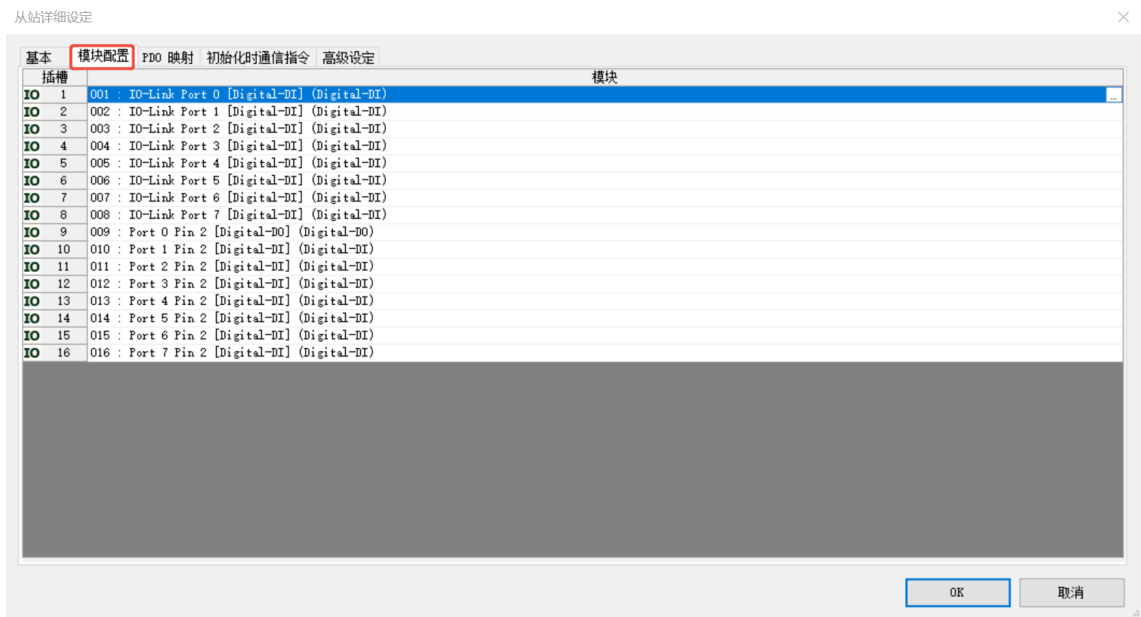 从站详细设定
基本 模块配置 PDO 映射 初始化时通信指令 高级设定
插槽 模块
IO 1 001 : IO-Link Port 0 [Digital-DI] (Digital-DI) ...
IO 2 002 : IO-Link Port 1 [Digital-DI] (Digital-DI)
IO 3 003 : IO-Link Port 2 [Digital-DI] (Digital-DI)
IO 4 004 : IO-Link Port 3 [Digital-DI] (Digital-DI)
IO 5 005 : IO-Link Port 4 [Digital-DI] (Digital-DI)
IO 6 006 : IO-Link Port 5 [Digital-DI] (Digital-DI)
IO 7 007 : IO-Link Port 6 [Digital-DI] (Digital-DI)
IO 8 008 : IO-Link Port 7 [Digital-DI] (Digital-DI)
IO 9 009 : Port 0 Pin 2 [Digital-DO] (Digital-DO)
IO 10 010 : Port 1 Pin 2 [Digital-DI] (Digital-DI)
IO 11 011 : Port 2 Pin 2 [Digital-DI] (Digital-DI)
IO 12 012 : Port 3 Pin 2 [Digital-DI] (Digital-DI)
IO 13 013 : Port 4 Pin 2 [Digital-DI] (Digital-DI)
IO 14 014 : Port 5 Pin 2 [Digital-DI] (Digital-DI)
IO 15 015 : Port 6 Pin 2 [Digital-DI] (Digital-DI)
IO 16 016 : Port 7 Pin 2 [Digital-DI] (Digital-DI)
OK 取消